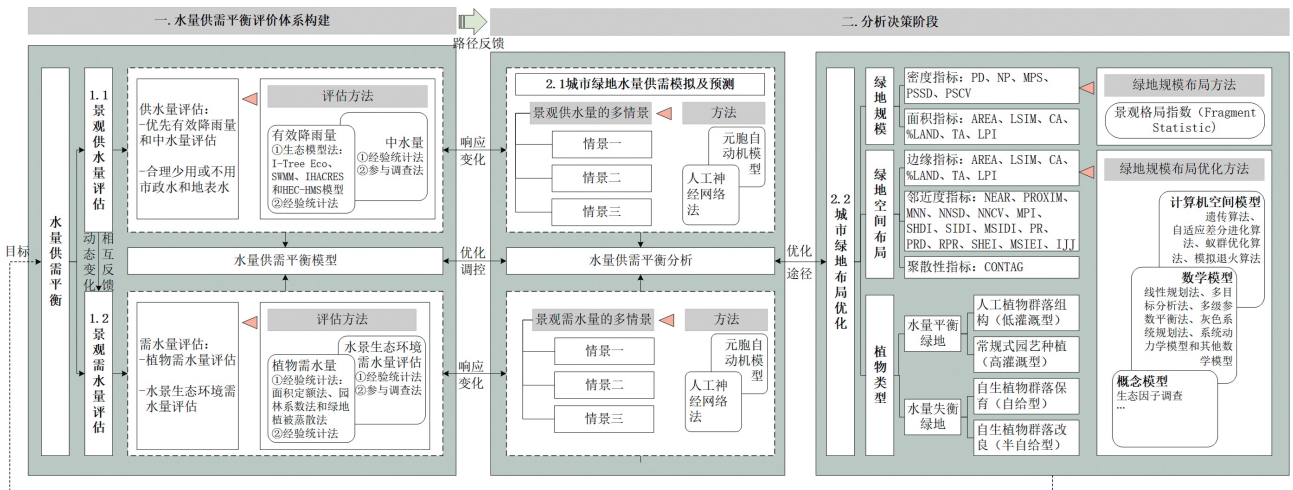 一.水量供需平衡评价体系构建
路径反馈
二.分析决策阶段
目标
水量供需平衡
1.1景观供水量评估
动态变化
相互反馈
1.2景观需水量评估
供水量评估:
-优先有效降雨量
和中水量评估
-合理少用或不用
市政水和地表水
评估方法
有效降雨量
①生态模型法:
I-Tree Eco、
SWMM、IHACRES
和HEC-HMS模型
②经验统计法
中水量
①经验统计法
②参与调查法
水量供需平衡模型
需水量评估:
-植物需水量评估
-水景生态环境需
水量评估
评估方法
植物需水量
①经验统计法:
面积定额法、园
林系数法和绿地
植被蒸散法
②经验统计法
水景生态环境
需水量评估
①经验统计法
②参与调查法
响应
变化
优化
调控
响应
变化
2.1城市绿地水量供需模拟及预测
景观供水量的多情景
情景一
情景二
情景三
方法
元胞自
动机模
型
人工神
经网络
法
水量供需平衡分析
景观需水量的多情景
情景一
情景二
情景三
方法
元胞自
动机模
型
人工神
经网络
法
优化
途径
2.2城市绿地布局优化
绿地规模
密度指标: PD、NP、MPS、
PSSD、PSCV
面积指标: AREA、LSIM、CA、
%LAND、TA、LPI
绿地空间布局
边缘指标: AREA、LSIM、CA、
%LAND、TA、LPI
邻近度指标: NEAR、PROXIM、
MNN、NNSD、NNCV、MPI、
SHDI、SIDI、MSIDI、PR、
PRD、RPR、SHEI、MSIEI、IJJ
聚散性指标: CONTAG
植物类型
水量平衡
绿地
人工植物群落组
构（低灌溉型）
常规式园艺种植
（高灌溉型）
水量失衡
绿地
自生植物群落保
育（自给型）
自生植物群落改
良（半自给型）
绿地规模布局方法
景观格局指数（Fragment
Statistic)
绿地规模布局优化方法
计算机空间模型
遗传算法、
自适应差分进化算
法、蚁群优化算
法、模拟退火算法
数学模型
线性规划法、多目
标分析法、多级参
数平衡法、灰色系
统规划法、系统动
力学模型和其他数
学模型
概念模型
生态因子调查
...